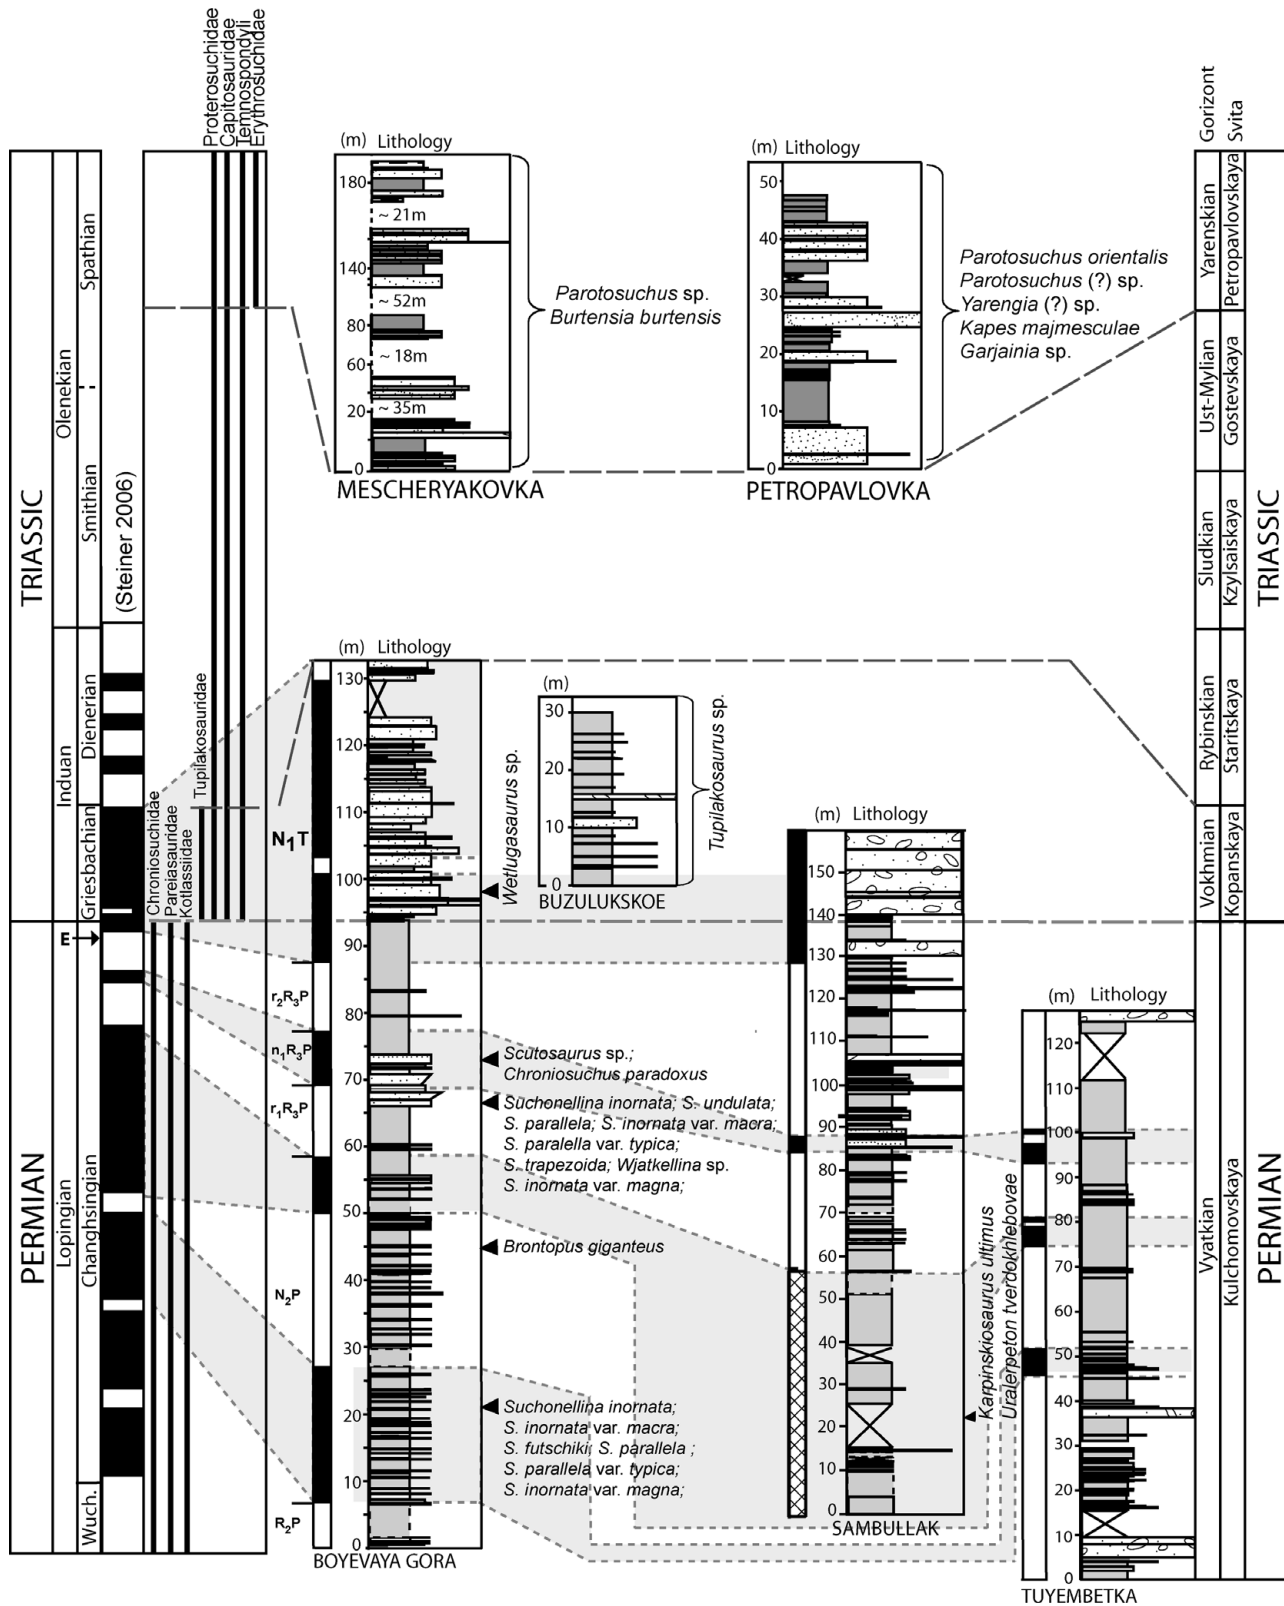 Proterosuchidae
Capitosauridae
Temnospondyli
Erythrosuchidae
Gorizont
Svita
TRIASSIC
Olenekian
Spathian
Smithian
Induan
Dienerian
Griesbachian
(Steiner 2006)
PERMIAN
Lopingian
Changhsingian
Wuch.
E
Tupilakosauridae
Chroniosuchidae
Pareiasauridae
Kotlassiidae
(m) Lithology
180
~ 21m
140
~ 52m
80
~ 18m
60
20
~ 35m
0
MESCHERYAKOVKA
Parotosuchus sp.
Burtensia burtensis
(m) Lithology
50
40
30
20
10
0
PETROPAVLOVKA
Parotosuchus orientalis
Parotosuchus (?) sp.
Yarengia (?) sp.
Kapes majmesculae
Garjainia sp.
(m) Lithology
130
120
110
100
90
80
70
60
50
40
30
20
10
0
BOYEVAYA GORA
N1T
r2R3P
n1R3P
r1R3P
N2P
R2P
Wetlugasaurus sp.
Scutosaurus sp.;
Chroniosuchus paradoxus
Suchonellina inornata; S. undulata;
S. parallela; S. inornata var. macra;
S. paralella var. typica;
S. trapezoida; Wjatkellina sp.
S. inornata var. magna;
Brontopus giganteus
Suchonellina inornata;
S. inornata var. macra;
S. futschiki; S. parallela ;
S. parallela var. typica;
S. inornata var. magna;
(m)
30
20
10
0
BUZULUKSKOE
Tupilakosaurus sp.
(m) Lithology
150
140
130
120
110
100
90
80
70
60
50
40
30
20
10
0
SAMBULLAK
Karpinskiosaurus ultimus
Uralerpeton tverdokhlebovae
(m) Lithology
120
110
100
90
80
70
60
50
40
30
20
10
0
TUYEMBETKA
Yarenskian
Petropavlovskaya
Ust-Mylian
Gostevskaya
Sludkian
Kzylsaiskaya
Rybinskian
Staritskaya
Vokhmian
Kopanskaya
Vyatkian
Kulchomovskaya
TRIASSIC
PERMIAN